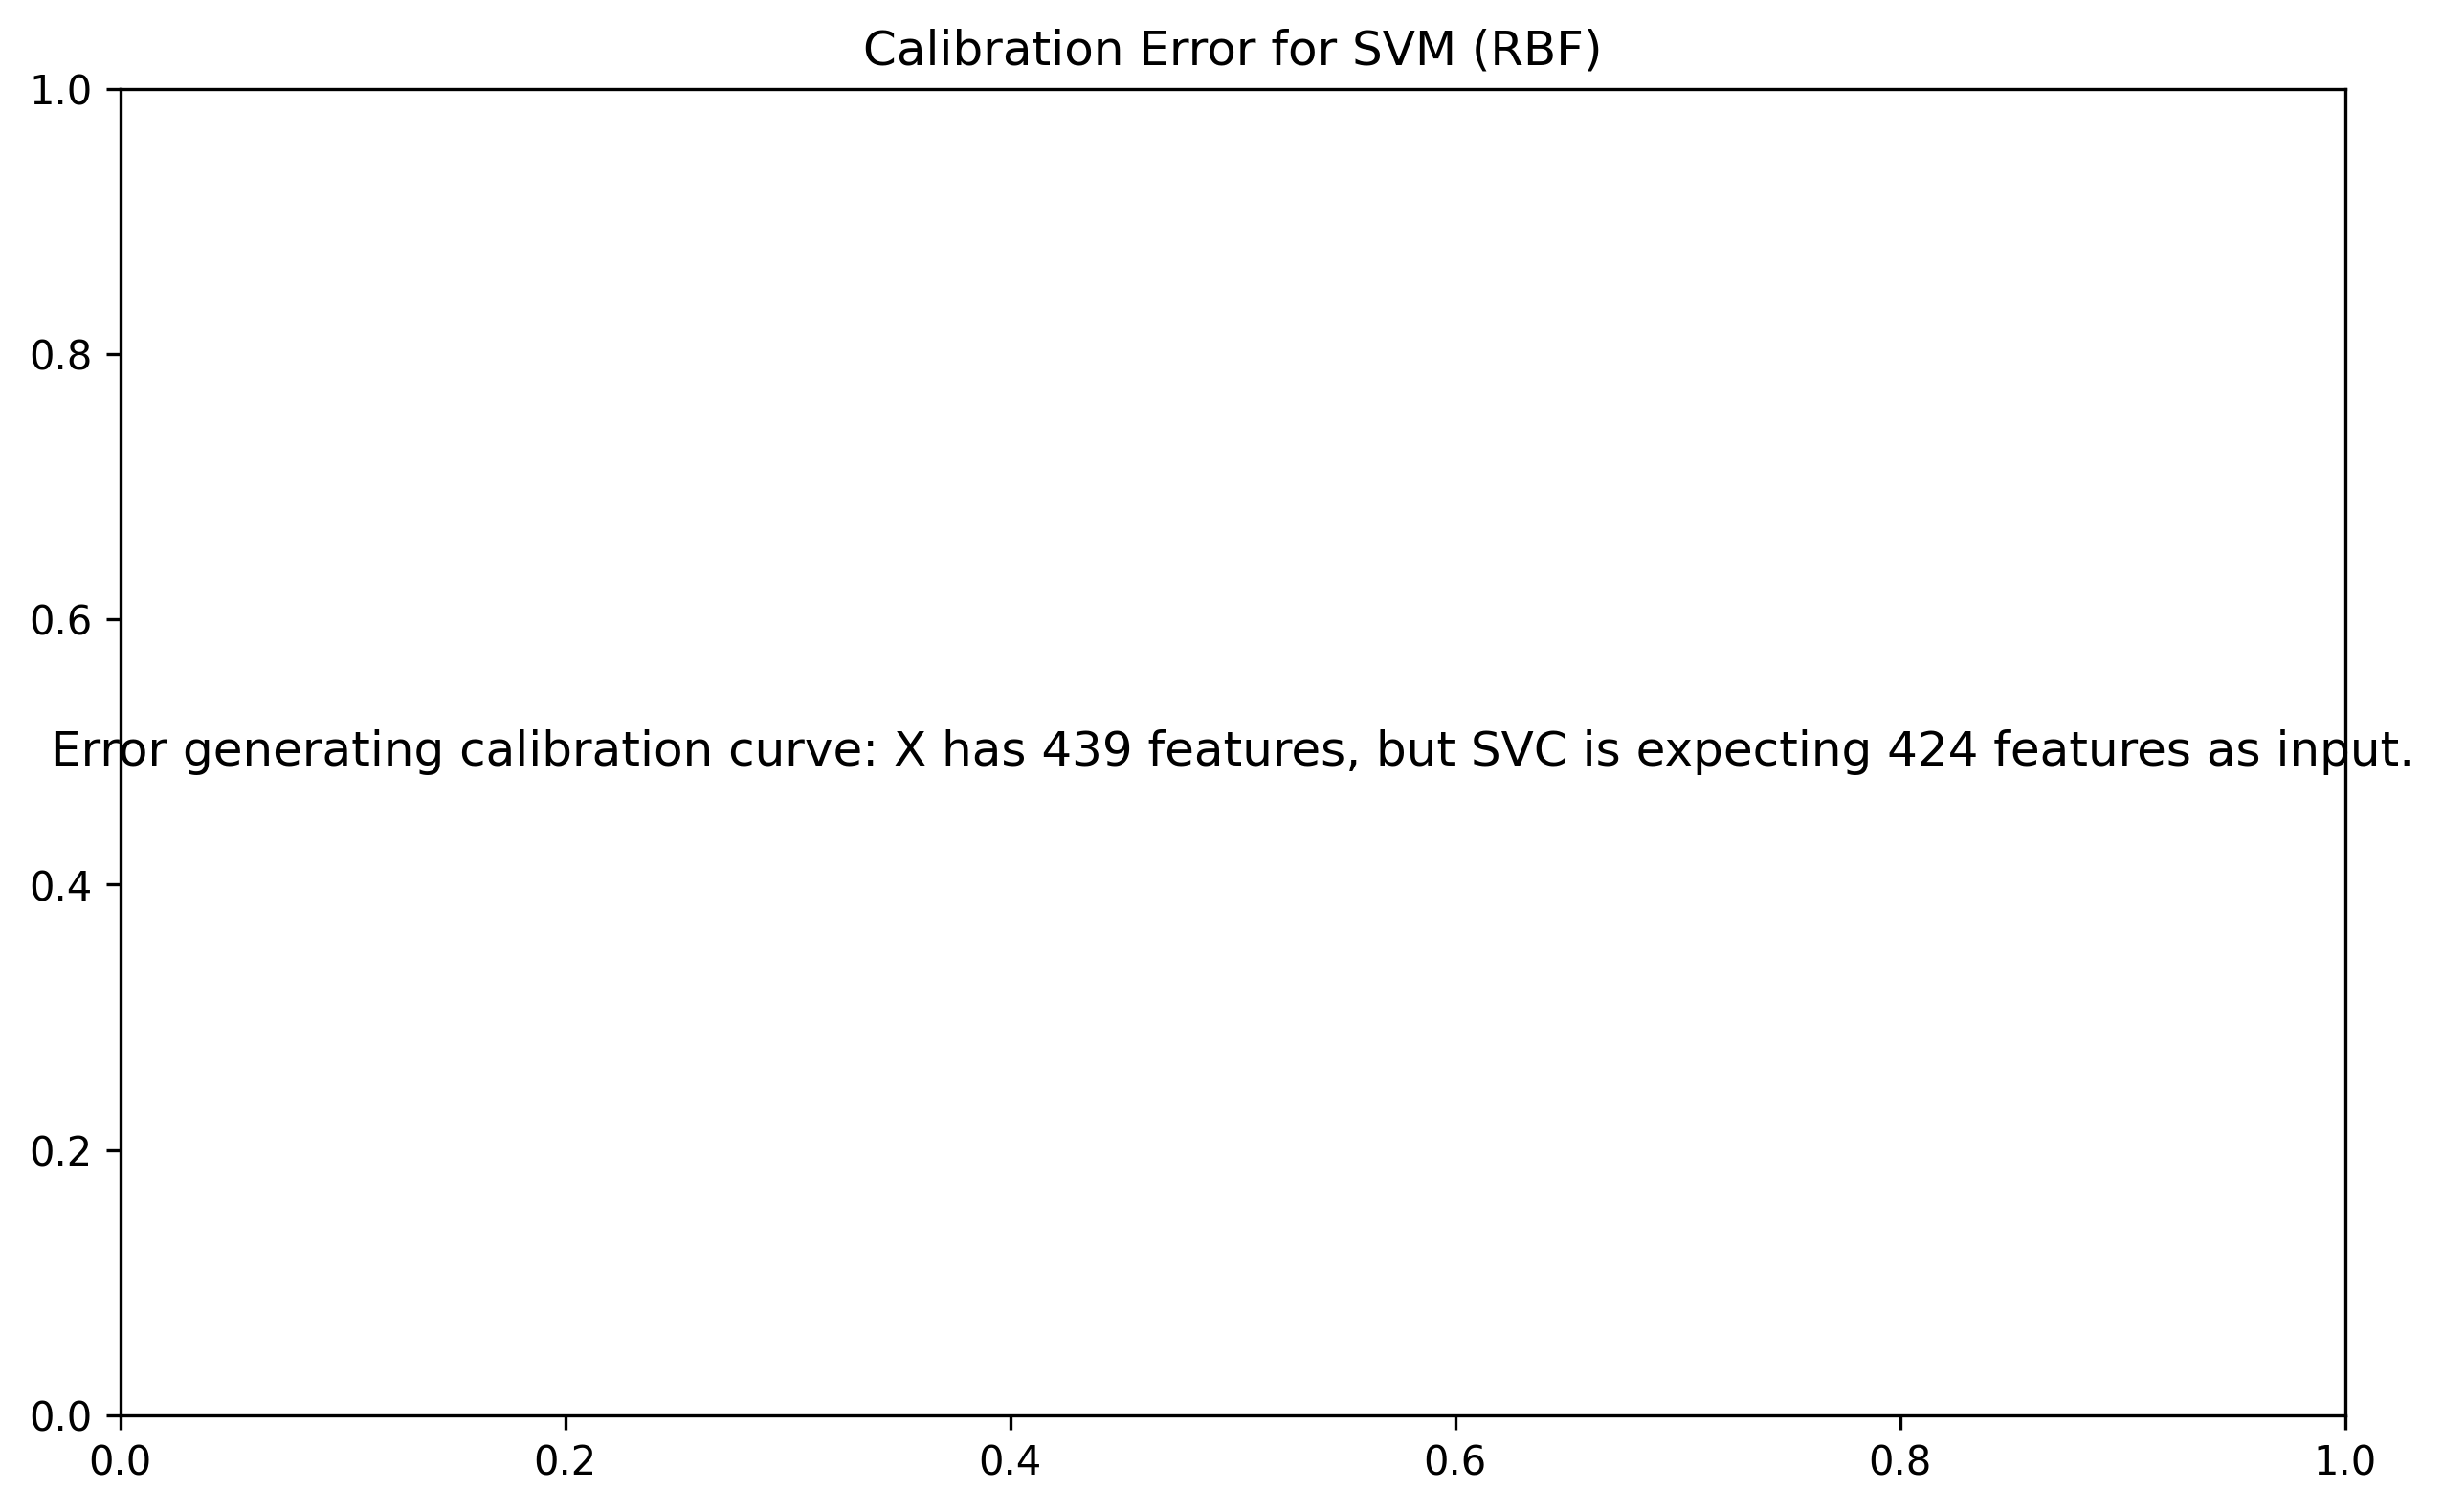 Calibration Error for SVM (RBF)
1.0
0.8
0.6
Error generating calibration curve: X has 439 features, but SVC is expecting 424 features as input.
0.4
0.2
0.0
0.0 0.2 0.4 0.6 0.8 1.0